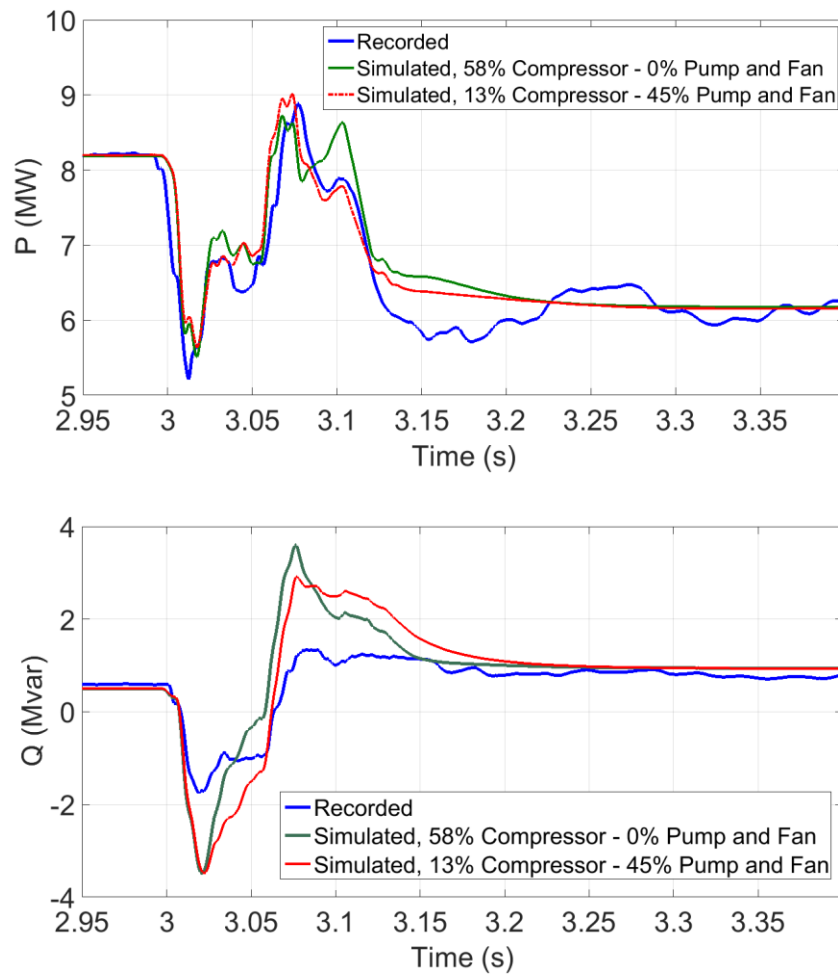 10
9
8
7
6
5
P (MW)
Recorded
Simulated, 58% Compressor - 0% Pump and Fan
Simulated, 13% Compressor - 45% Pump and Fan
2.95 3 3.05 3.1 3.15 3.2 3.25 3.3 3.35
Time (s)
4
2
0
-2
-4
Q (Mvar)
Recorded
Simulated, 58% Compressor - 0% Pump and Fan
Simulated, 13% Compressor - 45% Pump and Fan
2.95 3 3.05 3.1 3.15 3.2 3.25 3.3 3.35
Time (s)